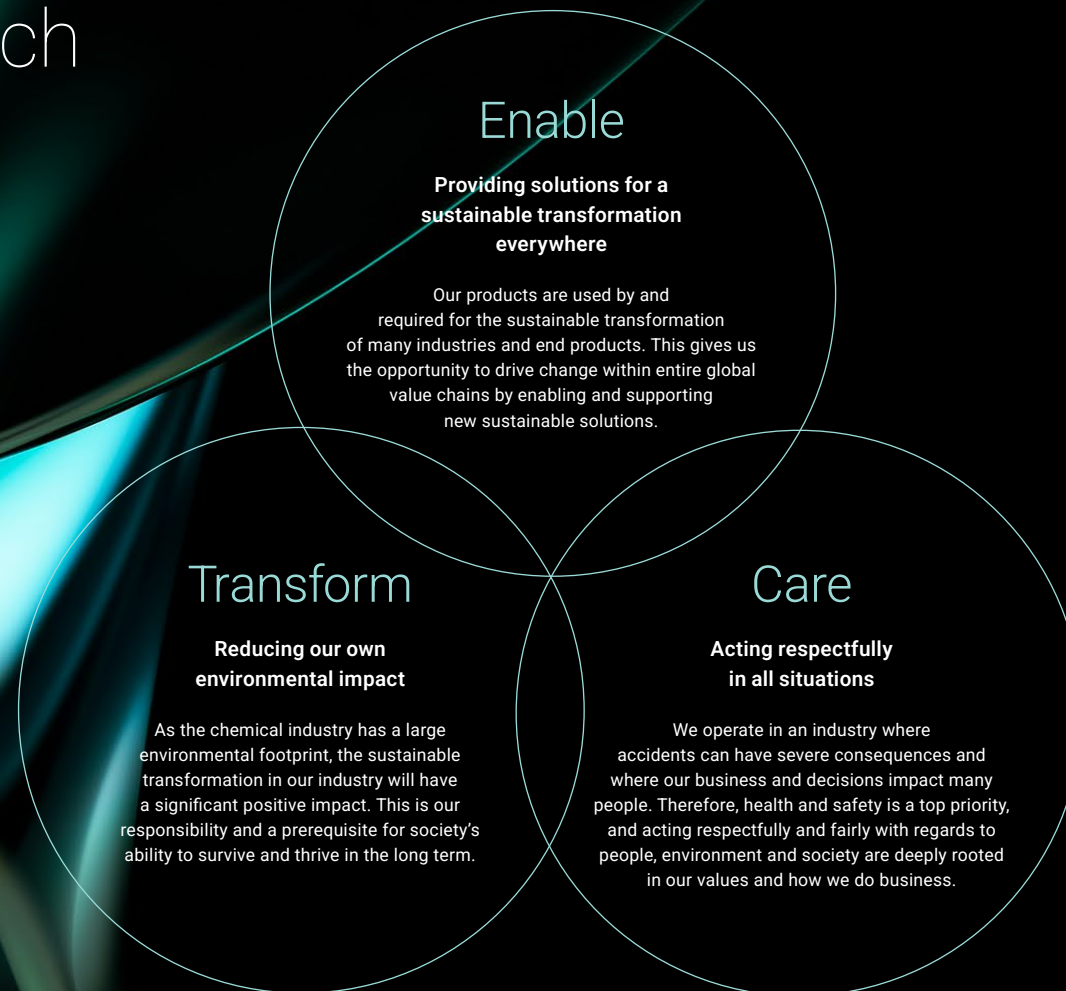 ch
Enable
Providing solutions for a
sustainable transformation
everywhere
Our products are used by and
required for the sustainable transformation
of many industries and end products. This gives us
the opportunity to drive change within entire global
value chains by enabling and supporting
new sustainable solutions.
Transform
Reducing our own
environmental impact
As the chemical industry has a large
environmental footprint, the sustainable
transformation in our industry will have
a significant positive impact. This is our
responsibility and a prerequisite for society’s
ability to survive and thrive in the long term.
Care
Acting respectfully
in all situations
We operate in an industry where
accidents can have severe consequences and
where our business and decisions impact many
people. Therefore, health and safety is a top priority,
and acting respectfully and fairly with regards to
people, environment and society are deeply rooted
in our values and how we do business.